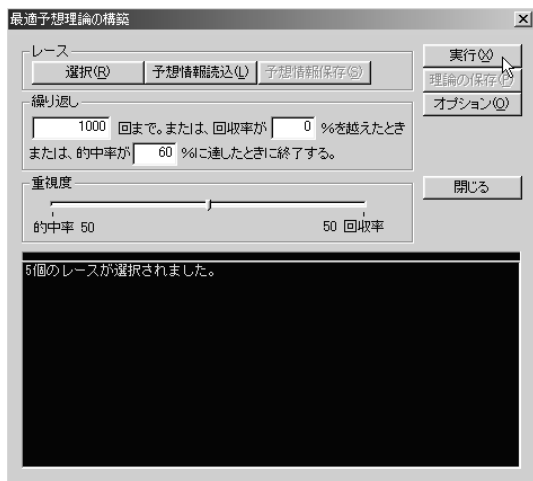 最適予想理論の構築
レース
選択(R) 予想情報読込(L) 予想情報保存(S)
実行(X)
理論の保存(P)
オプション(O)
繰り返し
1000 回まで。または、回収率が 0 %を越えたとき
または、的中率が 60 %に達したときに終了する。
重視度
的中率 50 50 回収率
閉じる
5個のレースが選択されました。